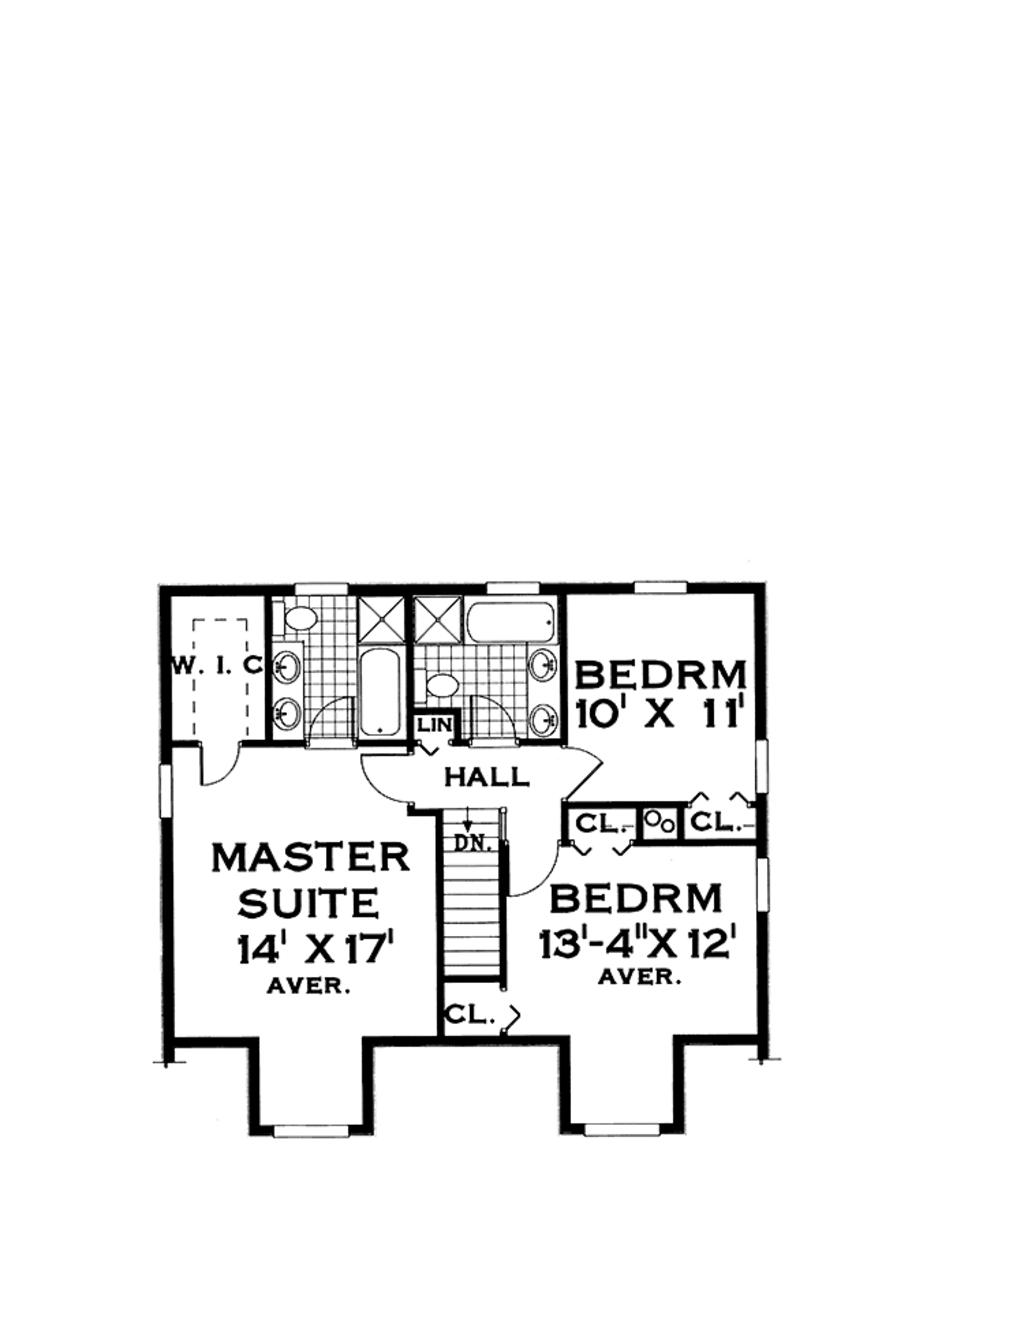 W. I. C
LIN
BEDRM
10' X 11'
HALL
CL.
CL.
DN.
MASTER
SUITE
14' X 17'
AVER.
BEDRM
13'-4"X 12'
AVER.
CL.